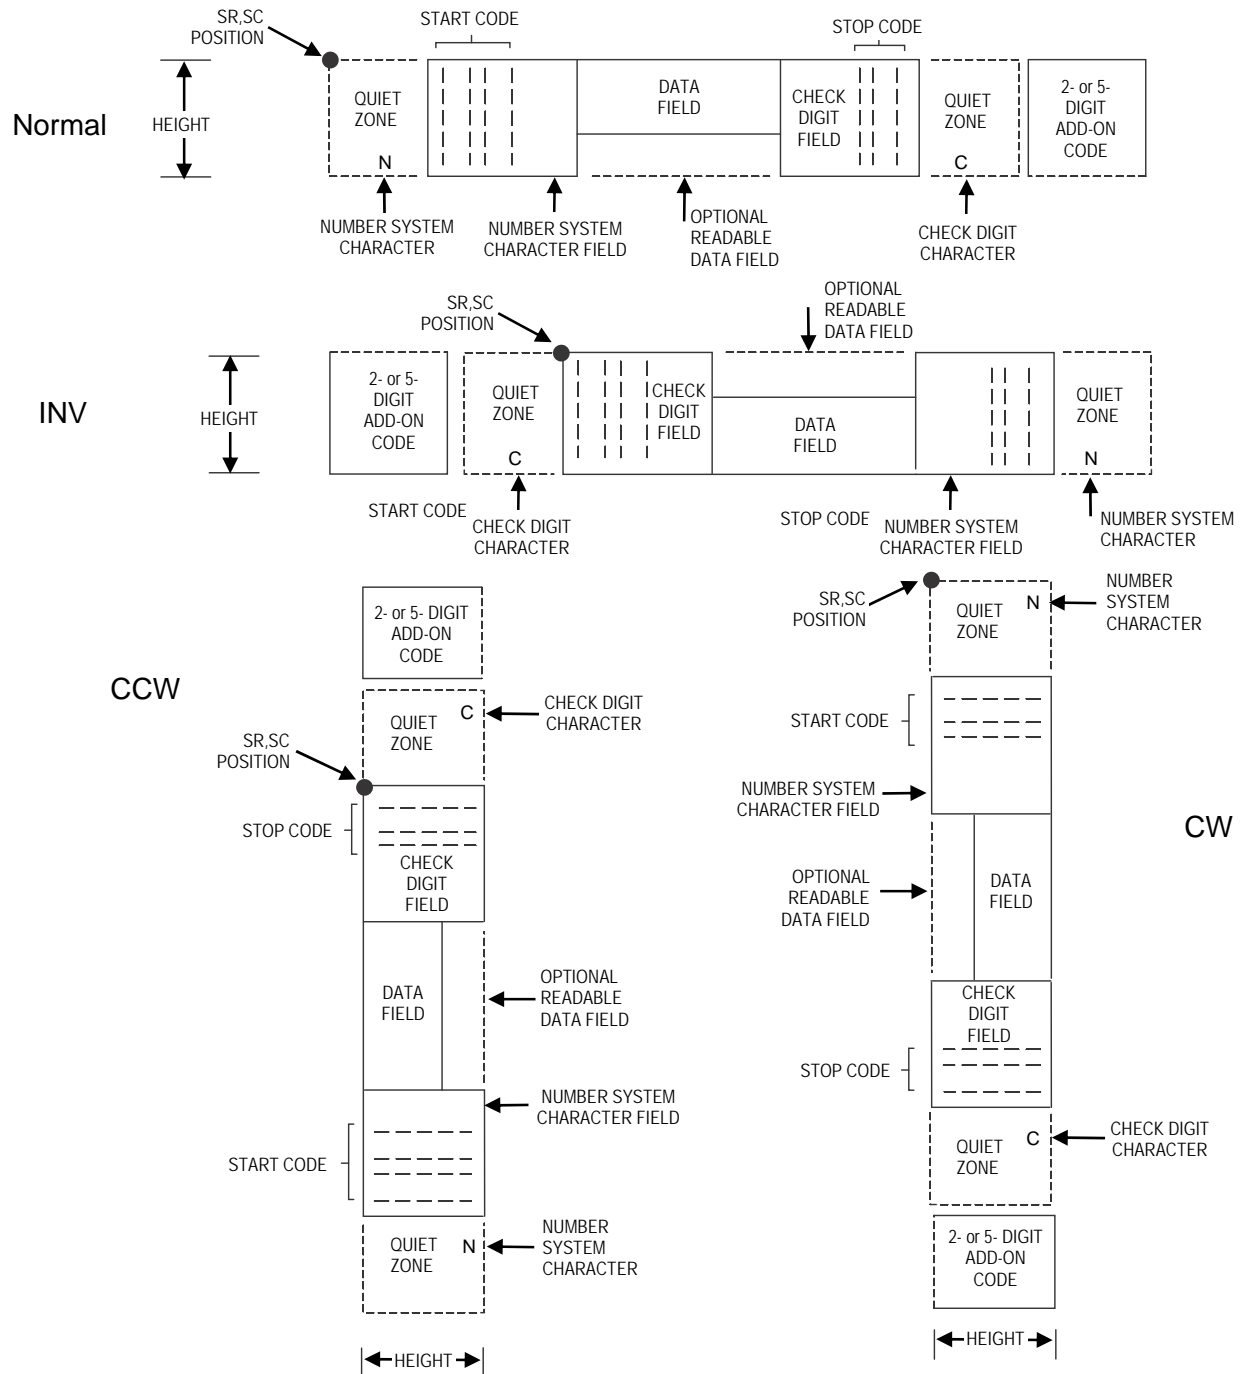 SR,SC
POSITION
START CODE
STOP CODE
Normal
HEIGHT
QUIET
ZONE
N
DATA
FIELD
CHECK
DIGIT
FIELD
QUIET
ZONE
C
2- or 5-
DIGIT
ADD-ON
CODE
NUMBER SYSTEM
CHARACTER
NUMBER SYSTEM
CHARACTER FIELD
OPTIONAL
READABLE
DATA FIELD
CHECK DIGIT
CHARACTER
SR,SC
POSITION
OPTIONAL
READABLE
DATA FIELD
INV
HEIGHT
2- or 5-
DIGIT
ADD-ON
CODE
QUIET
ZONE
C
CHECK
DIGIT
FIELD
DATA
FIELD
QUIET
ZONE
N
START CODE
CHECK DIGIT
CHARACTER
STOP CODE
NUMBER SYSTEM
CHARACTER FIELD
NUMBER SYSTEM
CHARACTER
CCW
2- or 5- DIGIT
ADD-ON
CODE
QUIET
ZONE
C
CHECK DIGIT
CHARACTER
SR,SC
POSITION
STOP CODE
CHECK
DIGIT
FIELD
DATA
FIELD
OPTIONAL
READABLE
DATA FIELD
NUMBER SYSTEM
CHARACTER FIELD
START CODE
QUIET
ZONE
N
NUMBER
SYSTEM
CHARACTER
HEIGHT
SR,SC
POSITION
QUIET
ZONE
N
NUMBER
SYSTEM
CHARACTER
START CODE
NUMBER SYSTEM
CHARACTER FIELD
CW
OPTIONAL
READABLE
DATA FIELD
DATA
FIELD
CHECK
DIGIT
FIELD
STOP CODE
QUIET
ZONE
C
CHECK DIGIT
CHARACTER
2- or 5- DIGIT
ADD-ON
CODE
HEIGHT